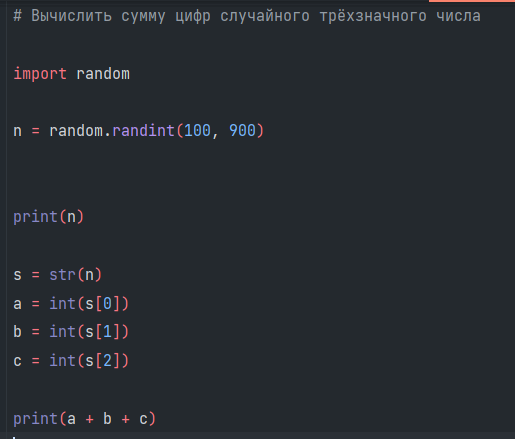 # Вычислить сумму цифр случайного трёхзначного числа
import random
n = random.randint(100, 900)
print(n)
s = str(n)
a = int(s[0])
b = int(s[1])
c = int(s[2])
print(a + b + c)